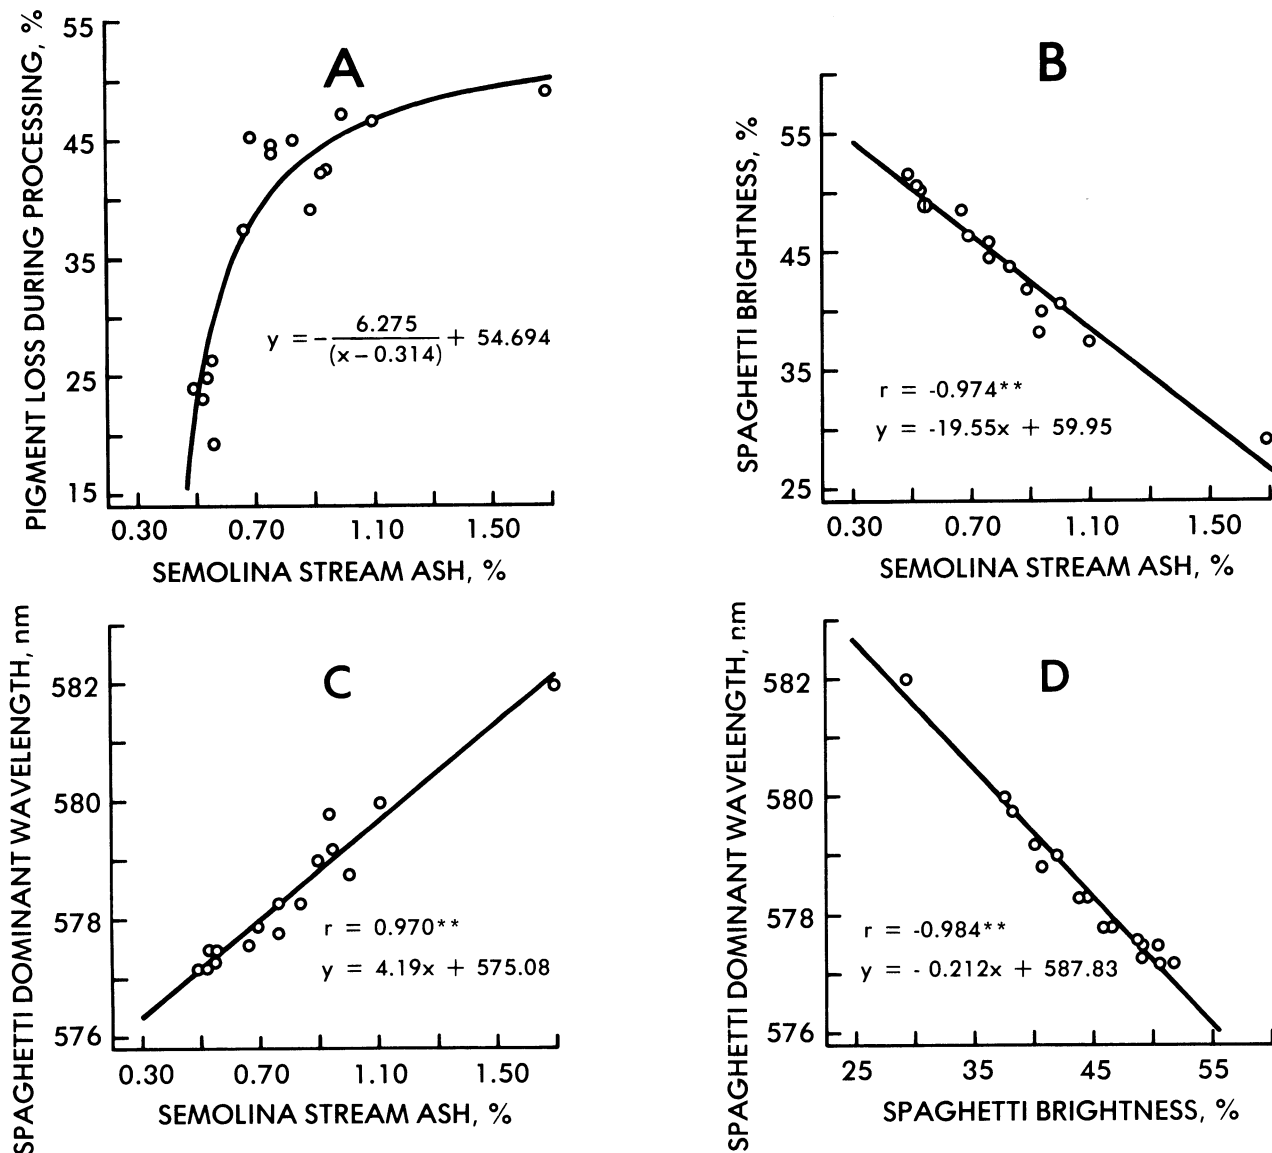 A
PIGMENT LOSS DURING PROCESSING, %
55
45
35
25
15
y = - 6.275 / (x – 0.314) + 54.694
0.30 0.70 1.10 1.50
SEMOLINA STREAM ASH, %
B
SPAGHETTI BRIGHTNESS, %
55
45
35
25
r = -0.974**
y = -19.55x + 59.95
0.30 0.70 1.10 1.50
SEMOLINA STREAM ASH, %
C
SPAGHETTI DOMINANT WAVELENGTH, nm
582
580
578
576
r = 0.970**
y = 4.19x + 575.08
0.30 0.70 1.10 1.50
SEMOLINA STREAM ASH, %
D
SPAGHETTI DOMINANT WAVELENGTH, nm
582
580
578
576
r = -0.984**
y = - 0.212x + 587.83
25 35 45 55
SPAGHETTI BRIGHTNESS, %